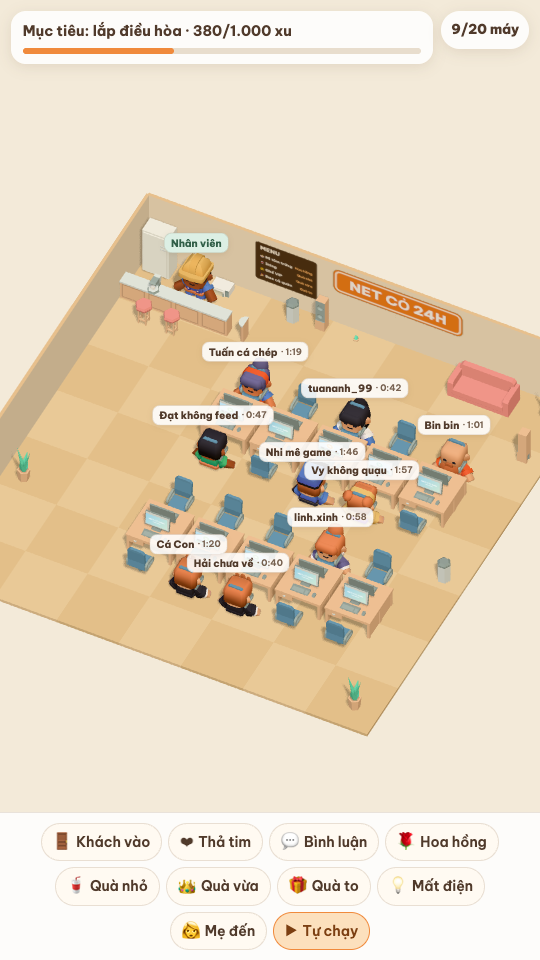 Mục tiêu: lắp điều hòa · 380/1.000 xu
9/20 máy
Nhân viên
MENU
NET CỎ 24H
Tuấn cá chép · 1:19
tuananh_99 · 0:42
Đạt không feed · 0:47
Bin bin · 1:01
Nhi mê game · 1:46
Vy không ququ · 1:57
linh.xinh · 0:58
Cá Con · 1:20
Hải chưa về · 0:40
Khách vào
Thả tim
Bình luận
Hoa hồng
Quà nhỏ
Quà vừa
Quà to
Mất điện
Mẹ đến
Tự chạy